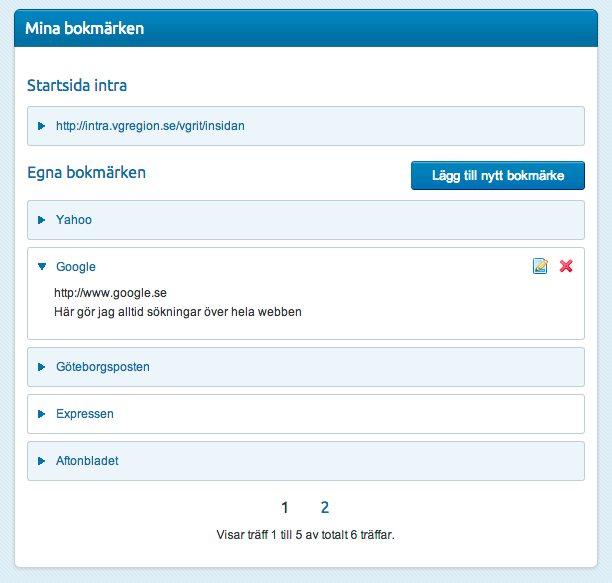 Mina bokmärken
Startsida intra
http://intra.vgregion.se/vgrit/insidan
Egna bokmärken
Lägg till nytt bokmärke
Yahoo
Google
http://www.google.se
Här gör jag alltid sökningar över hela webben
Göteborgsposten
Expressen
Aftonbladet
1 2
Visar träff 1 till 5 av totalt 6 träffar.